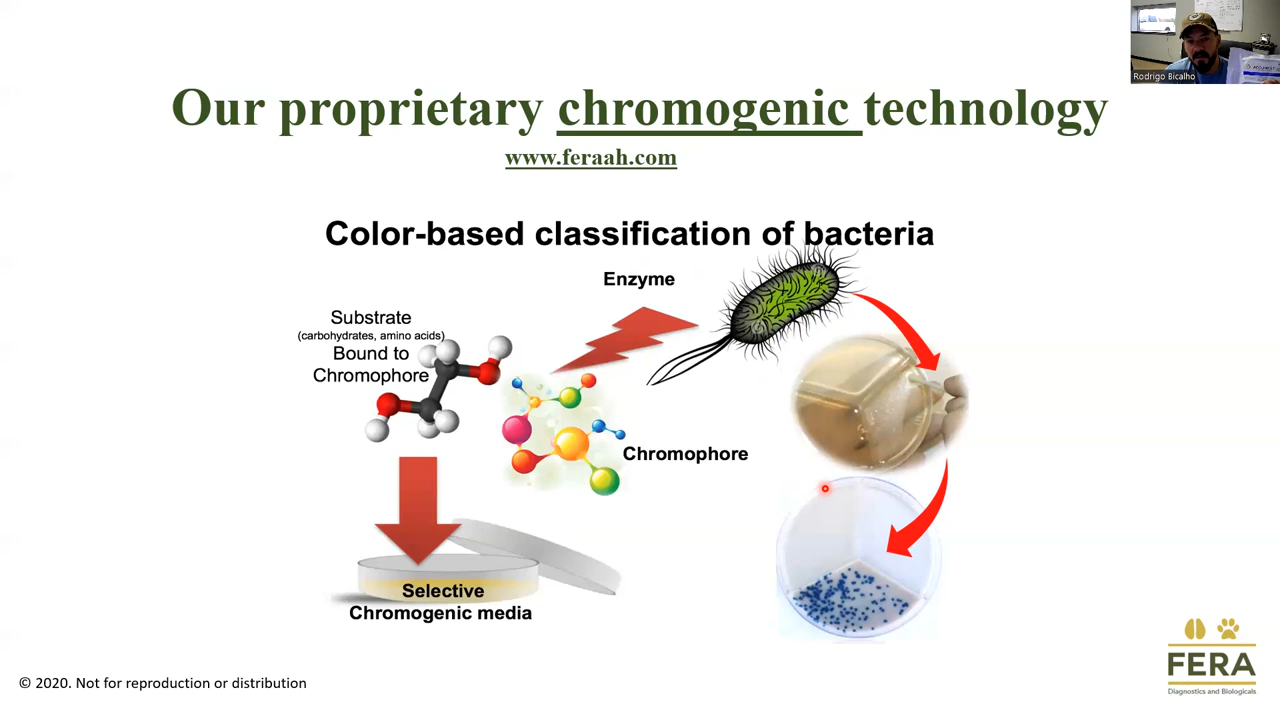 Our proprietary chromogenic technology
www.feraah.com
Color-based classification of bacteria
Enzyme
Substrate
(carbohydrates, amino acids)
Bound to
Chromophore
Chromophore
Selective
Chromogenic media
Rodrigo Bicalho
FERA
Diagnostics and Biologicals
© 2020. Not for reproduction or distribution